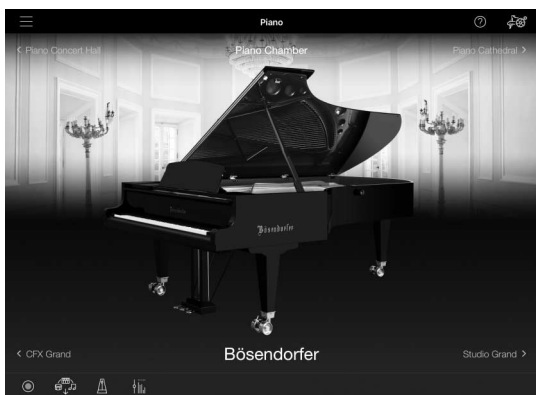 Piano
Piano Concert Hall
Piano Chamber
Piano Cathedral
Bösendorfer
CFX Grand
Bösendorfer
Studio Grand